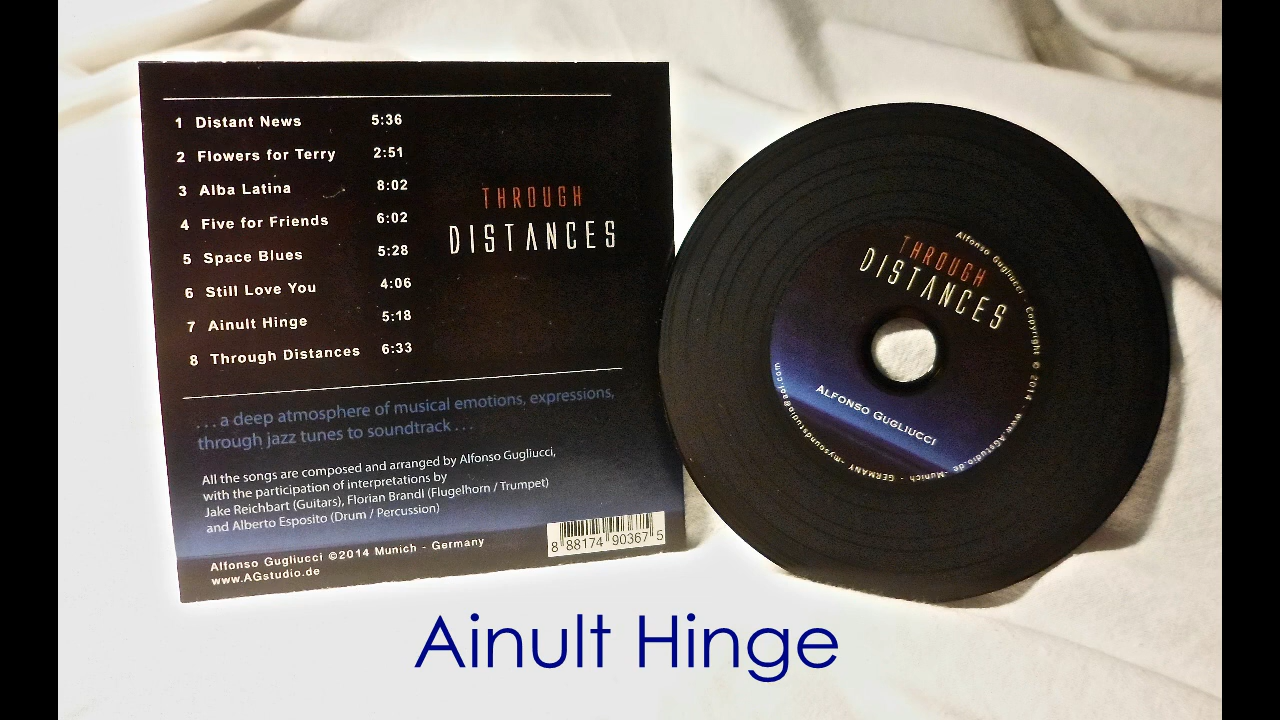 1 Distant News 5:36
2 Flowers for Terry 2:51
3 Alba Latina 8:02
4 Five for Friends 6:02
5 Space Blues 5:28
6 Still Love You 4:06
7 Ainult Hinge 5:18
8 Through Distances 6:33
THROUGH
DISTANCES
...a deep atmosphere of musical emotions, expressions,
through jazz tunes to soundtrack...
All the songs are composed and arranged by Alfonso Gugliucci,
with the participation of interpretations by
Jake Reichbart (Guitars), Florian Brandl (Flugelhorn / Trumpet)
and Alberto Esposito (Drum / Percussion)
Alfonso Gugliucci ©2014 Munich - Germany
www.AGstudio.de
8 88174 90367 5
THROUGH
DISTANCES
ALFONSO GUGLIUCCI
Alfonso Gugliucci - Copyright © 2014 - www.AGstudio.de -Munich - GERMANY -mysoundstudio@aol.com
Ainult Hinge